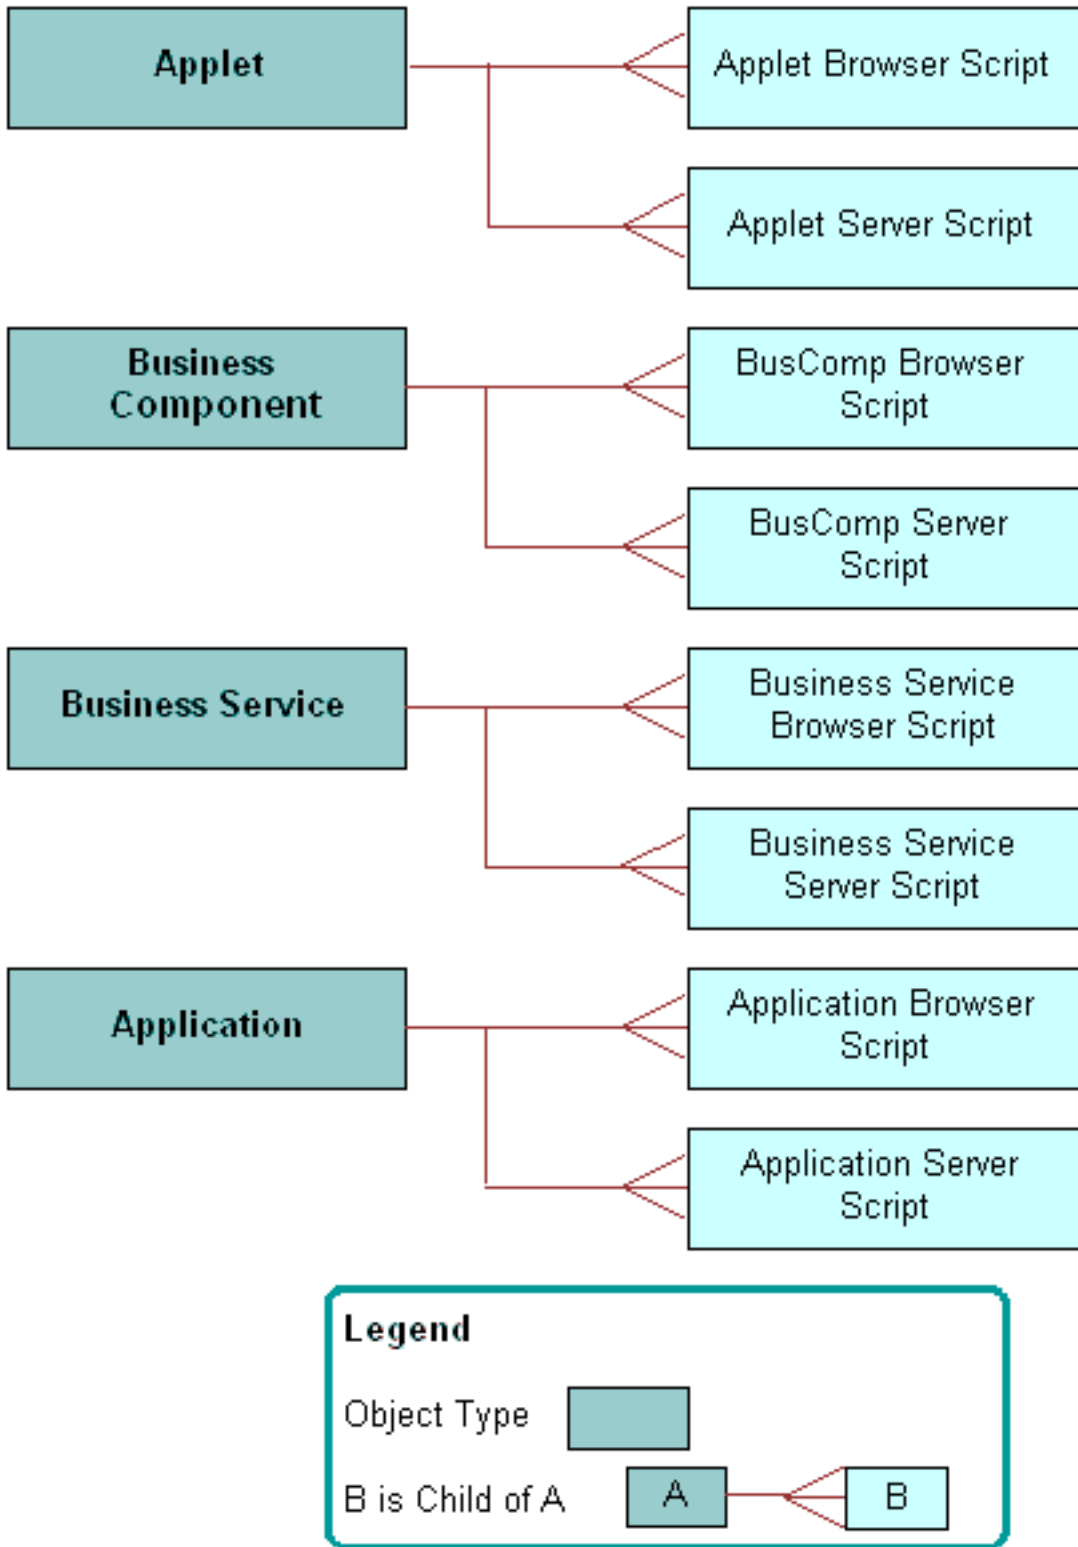 Applet
Applet Browser Script
Applet Server Script
Business
Component
BusComp Browser
Script
BusComp Server
Script
Business Service
Business Service
Browser Script
Business Service
Server Script
Application
Application Browser
Script
Application Server
Script
Legend
Object Type
B is Child of A
A
B